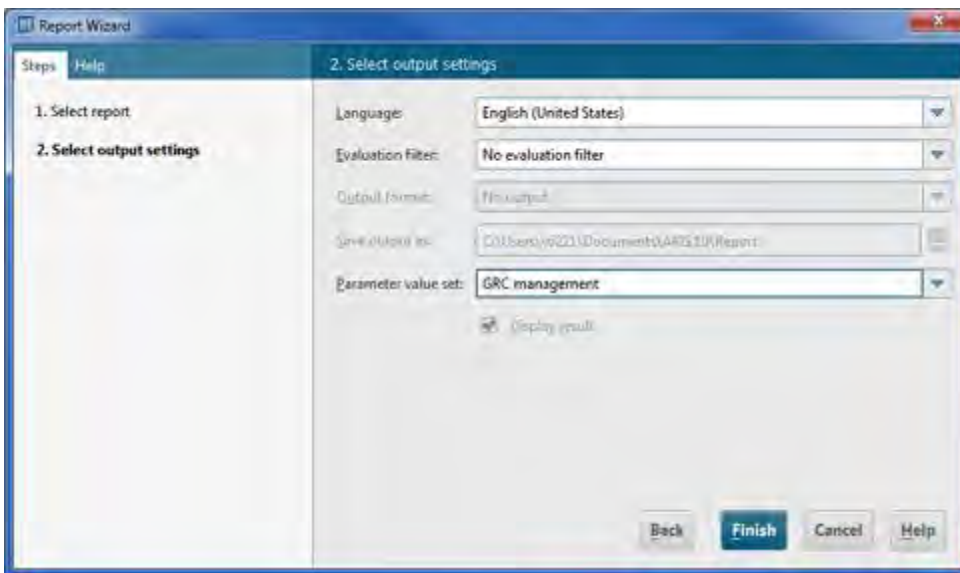 Report Wizard
Steps Help
1. Select report
2. Select output settings
2. Select output settings
Language: English (United States)
Evaluation filter: No evaluation filter
Output format: No output
Save output in:
Parameter value set: GRC management
Display result
Back Finish Cancel Help